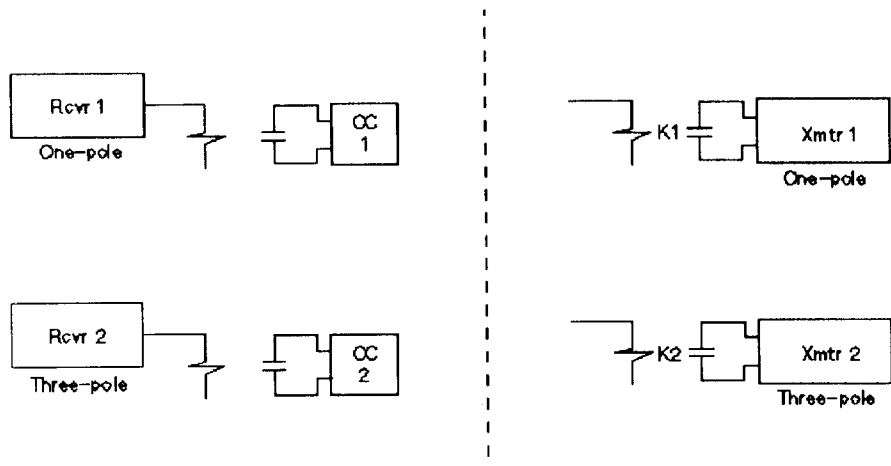 Rcvr 1
One-pole
CC
1
K1
Xmtr 1
One-pole
Rcvr 2
Three-pole
CC
2
K2
Xmtr 2
Three-pole